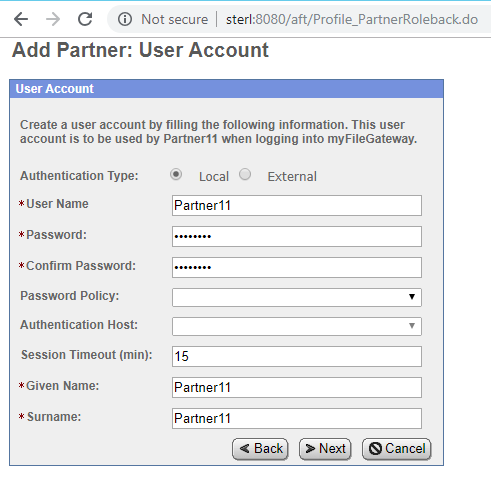 Not secure | sterl:8080/aft/Profile_PartnerRoleback.do
Add Partner: User Account
User Account
Create a user account by filling the following information. This user
account is to be used by Partner11 when logging into myFileGateway.
Authentication Type: Local External
*User Name Partner11
*Password: ••••••••
*Confirm Password: ••••••••
Password Policy:
Authentication Host:
Session Timeout (min): 15
*Given Name: Partner11
*Surname: Partner11
Back Next Cancel